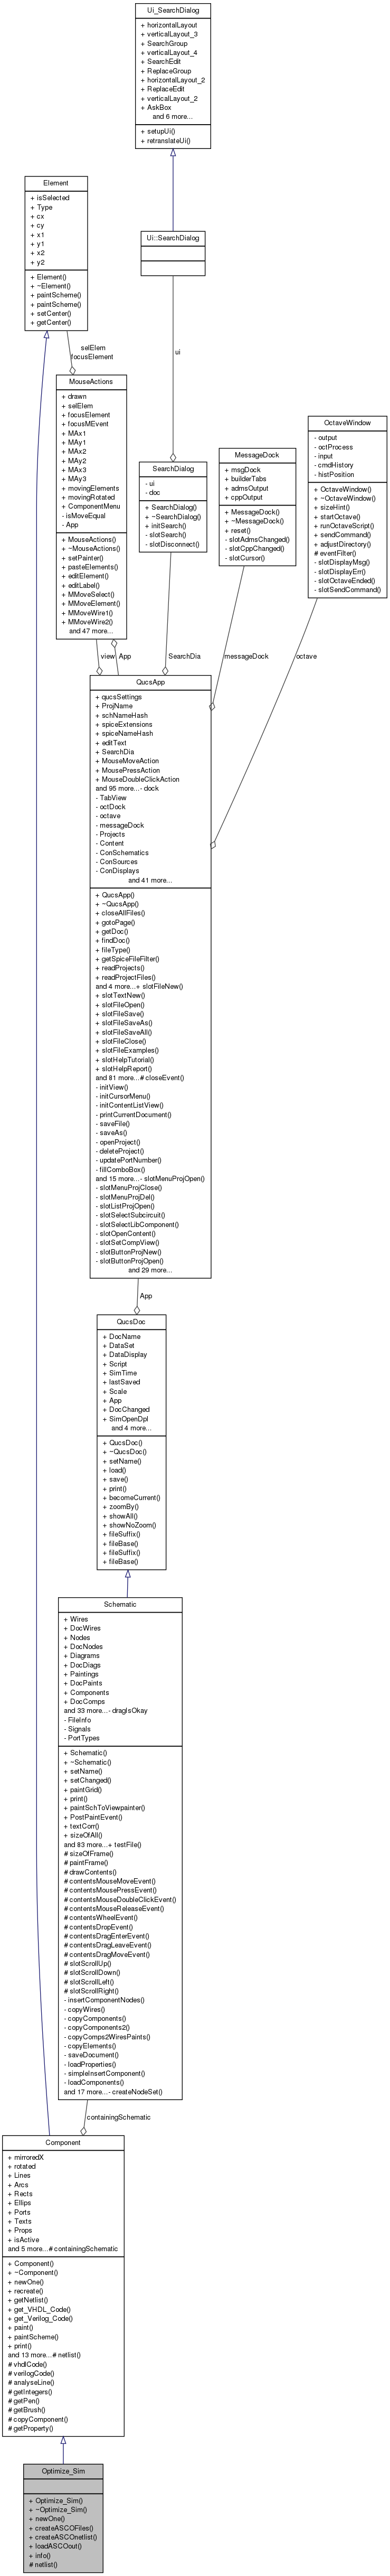 Ui_SearchDialog
+ horizontalLayout
+ verticalLayout_3
+ SearchGroup
+ verticalLayout_4
+ SearchEdit
+ ReplaceGroup
+ horizontalLayout_2
+ ReplaceEdit
+ verticalLayout_2
+ AskBox
and 6 more...
+ setupUi()
+ retranslateUi()
Element
+ isSelected
+ Type
+ cx
+ cy
+ x1
+ y1
+ x2
+ y2
+ Element()
+ ~Element()
+ paintScheme()
+ paintScheme()
+ setCenter()
+ getCenter()
Ui::SearchDialog
ui
selElem
focusElement
MouseActions
+ drawn
+ selElem
+ focusElement
+ focusMEvent
+ MAx1
+ MAy1
+ MAx2
+ MAy2
+ MAx3
+ MAy3
+ movingElements
+ movingRotated
+ ComponentMenu
- isMoveEqual
- App
+ MouseActions()
+ ~MouseActions()
+ setPainter()
+ pasteElements()
+ editElement()
+ editLabel()
+ MMoveSelect()
+ MMoveElement()
+ MMoveWire1()
+ MMoveWire2()
and 47 more...
SearchDialog
- ui
- doc
+ SearchDialog()
+ ~SearchDialog()
+ initSearch()
- slotSearch()
- slotDisconnect()
MessageDock
+ msgDock
+ builderTabs
+ admsOutput
+ cppOutput
+ MessageDock()
+ ~MessageDock()
+ reset()
- slotAdmsChanged()
- slotCppChanged()
- slotCursor()
OctaveWindow
- output
- octProcess
- input
- cmdHistory
- histPosition
+ OctaveWindow()
+ ~OctaveWindow()
+ sizeHint()
+ startOctave()
+ runOctaveScript()
+ sendCommand()
+ adjustDirectory()
# eventFilter()
- slotDisplayMsg()
- slotDisplayErr()
- slotOctaveEnded()
- slotSendCommand()
view
App
SearchDia
messageDock
octave
QucsApp
+ qucsSettings
+ ProjName
+ schNameHash
+ spiceExtensions
+ spiceNameHash
+ editText
+ SearchDia
+ MouseMoveAction
+ MousePressAction
+ MouseDoubleClickAction
and 95 more...- dock
- TabView
- octDock
- octave
- messageDock
- Projects
- Content
- ConSchematics
- ConSources
- ConDisplays
and 41 more...
+ QucsApp()
+ ~QucsApp()
+ closeAllFiles()
+ gotoPage()
+ getDoc()
+ findDoc()
+ fileType()
+ getSpiceFileFilter()
+ readProjects()
+ readProjectFiles()
and 4 more...+ slotFileNew()
+ slotTextNew()
+ slotFileOpen()
+ slotFileSave()
+ slotFileSaveAs()
+ slotFileSaveAll()
+ slotFileClose()
+ slotFileExamples()
+ slotHelpTutorial()
+ slotHelpReport()
and 81 more...# closeEvent()
- initView()
- initCursorMenu()
- initContentListView()
- printCurrentDocument()
- saveFile()
- saveAs()
- openProject()
- deleteProject()
- updatePortNumber()
- fillComboBox()
and 15 more...- slotMenuProjOpen()
- slotMenuProjClose()
- slotMenuProjDel()
- slotListProjOpen()
- slotSelectSubcircuit()
- slotSelectLibComponent()
- slotOpenContent()
- slotSetCompView()
- slotButtonProjNew()
- slotButtonProjOpen()
and 29 more...
App
QucsDoc
+ DocName
+ DataSet
+ DataDisplay
+ Script
+ SimTime
+ lastSaved
+ Scale
+ App
+ DocChanged
+ SimOpenDpl
and 4 more...
+ QucsDoc()
+ ~QucsDoc()
+ setName()
+ load()
+ save()
+ print()
+ becomeCurrent()
+ zoomBy()
+ showAll()
+ showNoZoom()
+ fileSuffix()
+ fileBase()
+ fileSuffix()
+ fileBase()
Schematic
+ Wires
+ DocWires
+ Nodes
+ DocNodes
+ Diagrams
+ DocDiags
+ Paintings
+ DocPaints
+ Components
+ DocComps
and 33 more...- dragIsOkay
- FileInfo
- Signals
- PortTypes
+ Schematic()
+ ~Schematic()
+ setName()
+ setChanged()
+ paintGrid()
+ print()
+ paintSchToViewpainter()
+ PostPaintEvent()
+ textCorr()
+ sizeOfAll()
and 83 more...+ testFile()
# sizeOfFrame()
# paintFrame()
# drawContents()
# contentsMouseMoveEvent()
# contentsMousePressEvent()
# contentsMouseDoubleClickEvent()
# contentsMouseReleaseEvent()
# contentsWheelEvent()
# contentsDropEvent()
# contentsDragEnterEvent()
# contentsDragLeaveEvent()
# contentsDragMoveEvent()
# slotScrollUp()
# slotScrollDown()
# slotScrollLeft()
# slotScrollRight()
- insertComponentNodes()
- copyWires()
- copyComponents()
- copyComponents2()
- copyComps2WiresPaints()
- copyElements()
- saveDocument()
- loadProperties()
- simpleInsertComponent()
- loadComponents()
and 17 more...- createNodeSet()
containingSchematic
Component
+ mirroredX
+ rotated
+ Lines
+ Arcs
+ Rects
+ Ellips
+ Ports
+ Texts
+ Props
+ isActive
and 5 more...# containingSchematic
+ Component()
+ ~Component()
+ newOne()
+ recreate()
+ getNetlist()
+ get_VHDL_Code()
+ get_Verilog_Code()
+ paint()
+ paintScheme()
+ print()
and 13 more...# netlist()
# vhdlCode()
# verilogCode()
# analyseLine()
# getIntegers()
# getPen()
# getBrush()
# copyComponent()
# getProperty()
Optimize_Sim
+ Optimize_Sim()
+ ~Optimize_Sim()
+ newOne()
+ createASCOFiles()
+ createASCOnetlist()
+ loadASCOout()
+ info()
# netlist()